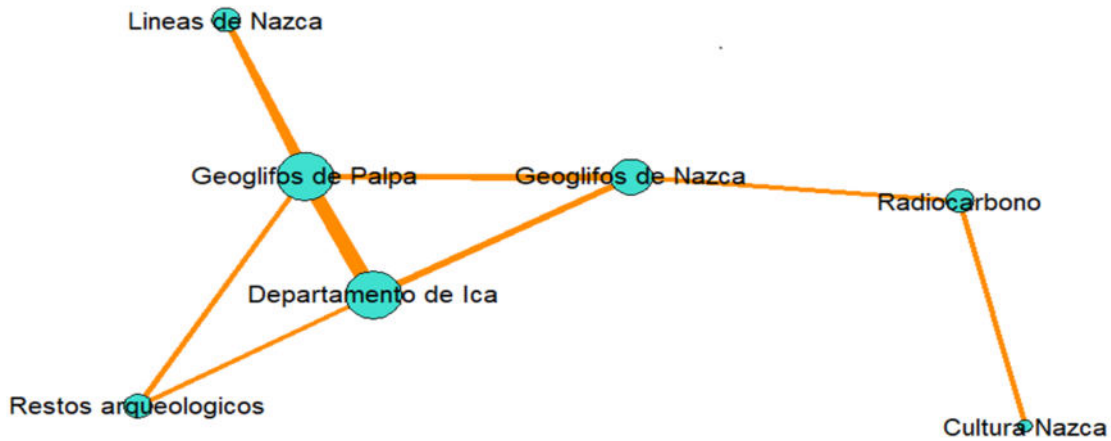 Lineas de Nazca
Geoglifos de Palpa
Geoglifos de Nazca
Radiocarbono
Departamento de Ica
Restos arqueologicos
Cultura Nazca